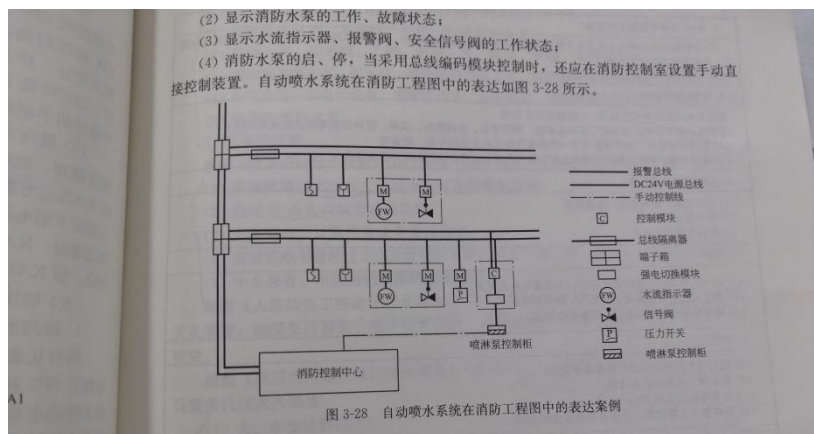 (2) 显示消防水泵的工作、故障状态；
(3) 显示水流指示器、报警阀、安全信号阀的工作状态；
(4) 消防水泵的启、停，当采用总线编码模块控制时，还应在消防控制室设置手动直
接控制装置。自动喷水系统在消防工程图中的表达如图 3-28 所示。
S Y M M
FW
报警总线
DC24V电源总线
手动控制线
C 控制模块
总线隔离器
端子箱
强电切换模块
FW 水流指示器
信号阀
P 压力开关
喷淋泵控制柜
S Y M M M C
FW P
喷淋泵控制柜
消防控制中心
图 3-28 自动喷水系统在消防工程图中的表达案例
A1